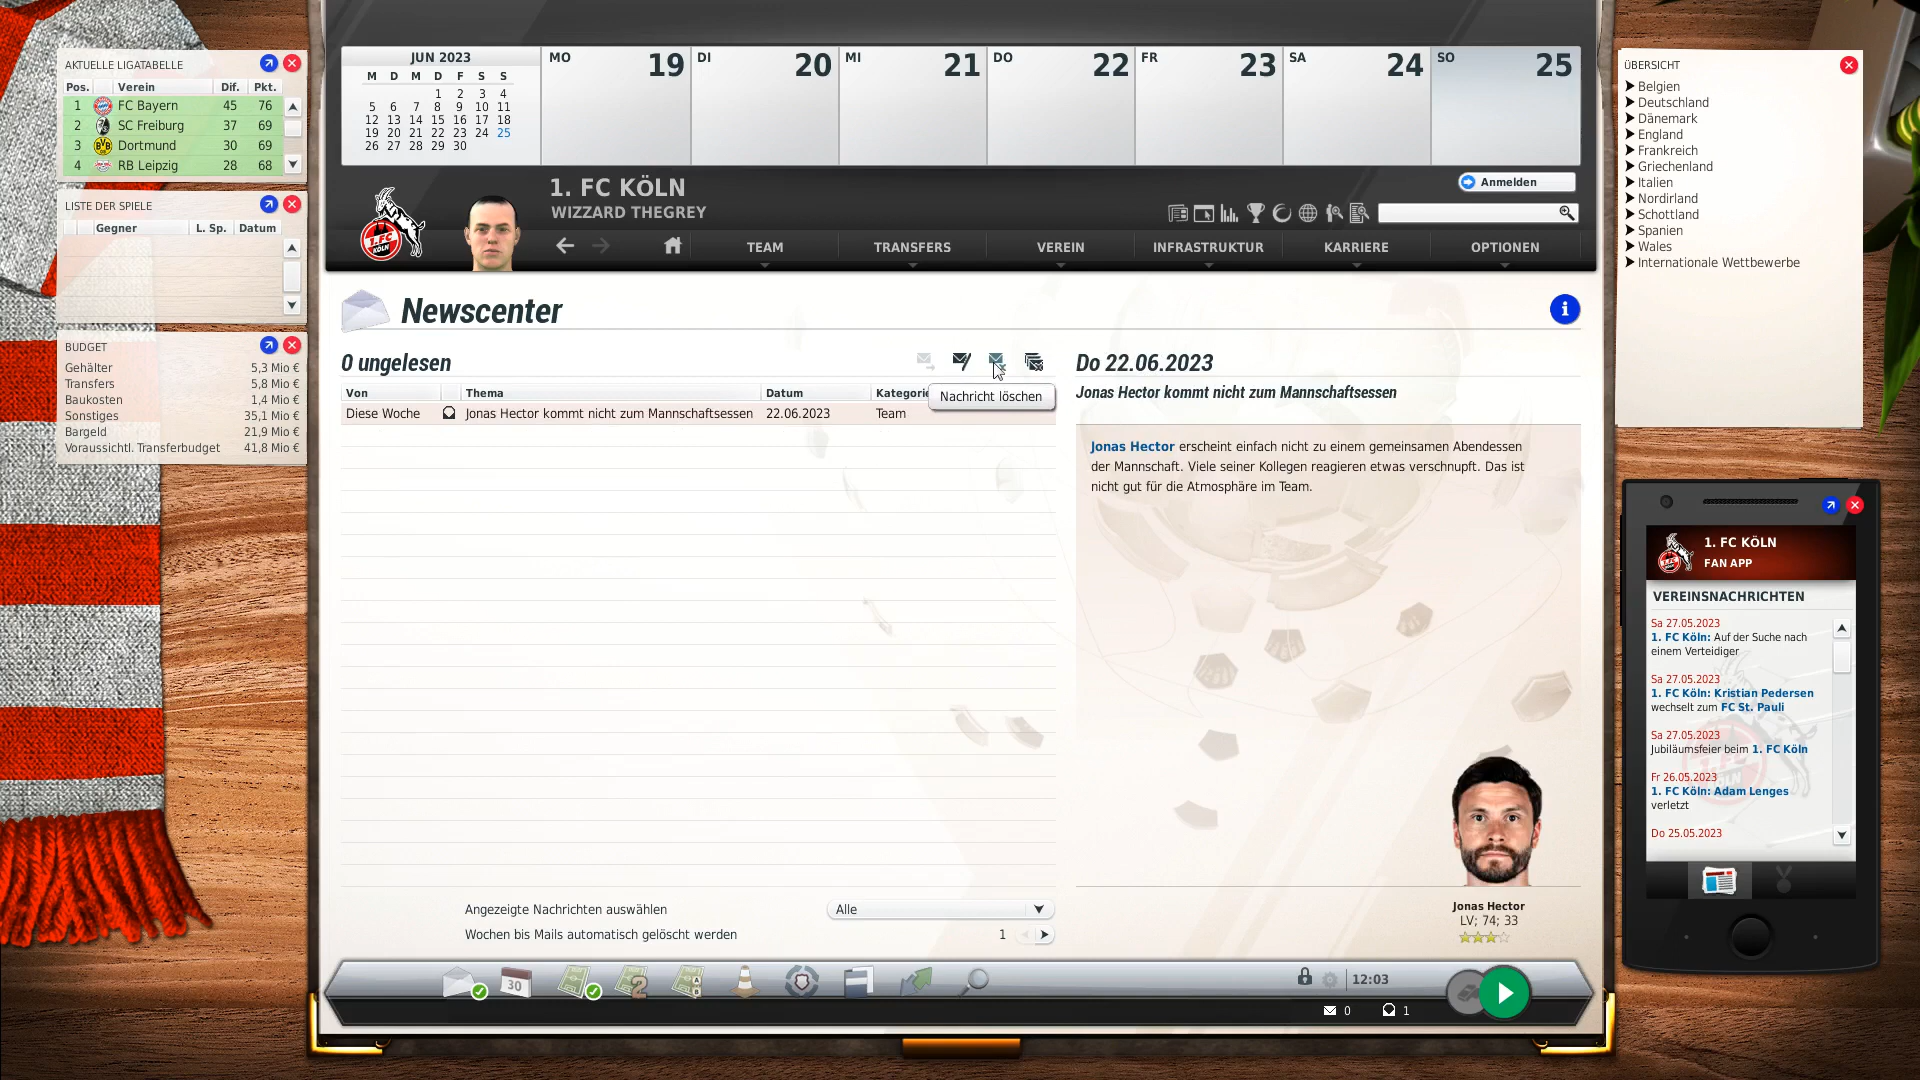 AKTUELLE LIGATABELLE
Pos. Verein Dif. Pkt.
1 FC Bayern 45 76
2 SC Freiburg 37 69
3 Dortmund 30 69
4 RB Leipzig 28 68
LISTE DER SPIELE
Gegner L. Sp. Datum
BUDGET
Gehälter 5,3 Mio €
Transfers 5,8 Mio €
Baukosten 1,4 Mio €
Sonstiges 35,1 Mio €
Bargeld 21,9 Mio €
Voraussichtl. Transferbudget 41,8 Mio €
JUN 2023
M D M D F S S
1 2 3 4
5 6 7 8 9 10 11
12 13 14 15 16 17 18
19 20 21 22 23 24 25
26 27 28 29 30
MO 19 DI 20 MI 21 DO 22 FR 23 SA 24 SO 25
1. FC KÖLN
WIZZARD THEGREY
Anmelden
1.FC KÖLN
TEAM TRANSFERS VEREIN INFRASTRUKTUR KARRIERE OPTIONEN
Newscenter
0 ungelesen
Von Thema Datum Kategorie
Nachricht löschen
Diese Woche Jonas Hector kommt nicht zum Mannschaftsessen 22.06.2023 Team
Angezeigte Nachrichten auswählen Alle
Wochen bis Mails automatisch gelöscht werden 1
Do 22.06.2023
Jonas Hector kommt nicht zum Mannschaftsessen
Jonas Hector erscheint einfach nicht zu einem gemeinsamen Abendessen
der Mannschaft. Viele seiner Kollegen reagieren etwas verschnupft. Das ist
nicht gut für die Atmosphäre im Team.
Jonas Hector
LV; 74; 33
30
2
12:03
0 1
ÜBERSICHT
Belgien
Deutschland
Dänemark
England
Frankreich
Griechenland
Italien
Nordirland
Schottland
Spanien
Wales
Internationale Wettbewerbe
1. FC KÖLN
FAN APP
VEREINSNACHRICHTEN
Sa 27.05.2023
1. FC Köln: Auf der Suche nach
einem Verteidiger
Sa 27.05.2023
1. FC Köln: Kristian Pedersen
wechselt zum FC St. Pauli
Sa 27.05.2023
Jubiläumsfeier beim 1. FC Köln
Fr 26.05.2023
1. FC Köln: Adam Lenges
verletzt
Do 25.05.2023